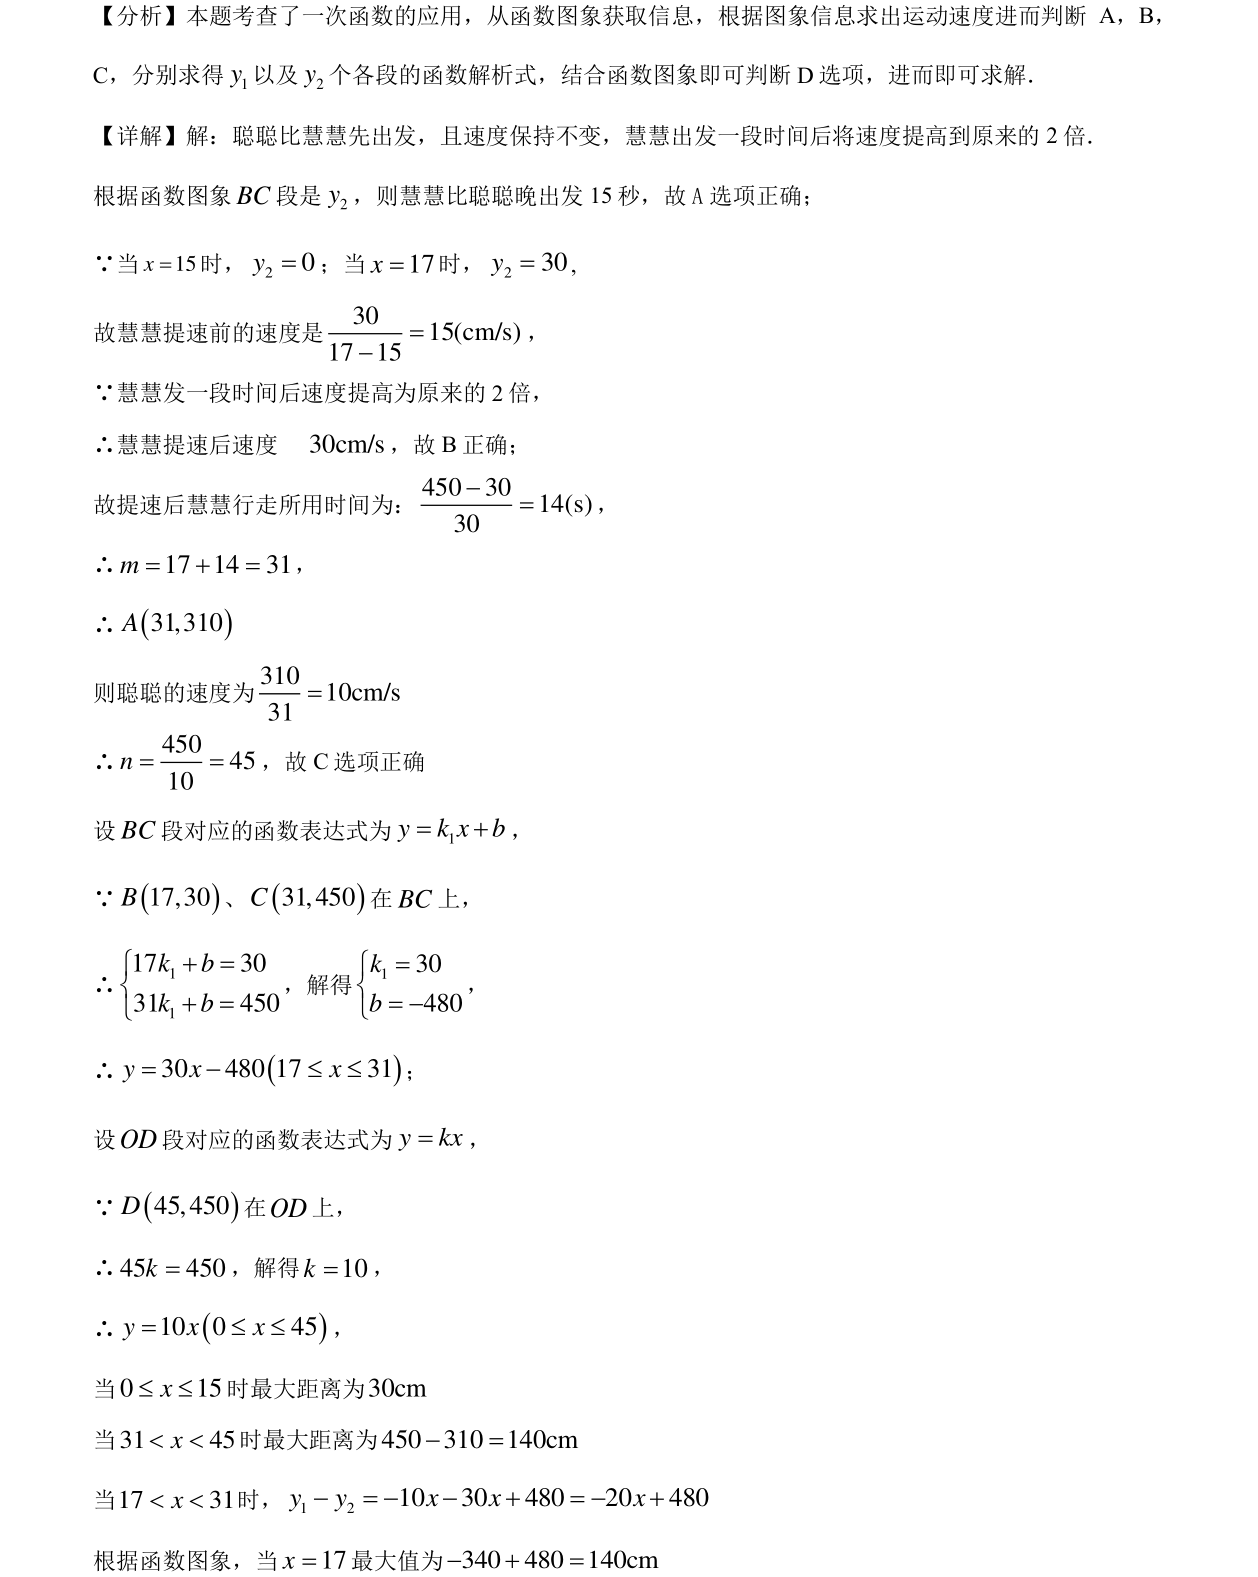 【分析】本题考查了一次函数的应用，从函数图象获取信息，根据图象信息求出运动速度进而判断 A，B，
C，分别求得 y₁ 以及 y₂ 个各段的函数解析式，结合函数图象即可判断 D 选项，进而即可求解．
【详解】解：聪聪比慧慧先出发，且速度保持不变，慧慧出发一段时间后将速度提高到原来的 2 倍．
根据函数图象 BC 段是 y₂，则慧慧比聪聪晚出发 15 秒，故 A 选项正确；
∵当 x=15 时， y₂=0；当 x=17 时， y₂=30,
故慧慧提速前的速度是 30/(17−15)=15(cm/s)，
∵慧慧发一段时间后速度提高为原来的 2 倍，
∴慧慧提速后速度 30cm/s，故 B 正确；
故提速后慧慧行走所用时间为：(450−30)/30=14(s)，
∴m=17+14=31，
∴A(31,310)
则聪聪的速度为 310/31=10cm/s
∴n=450/10=45，故 C 选项正确
设 BC 段对应的函数表达式为 y=k₁x+b，
∵B(17,30)、C(31,450)在 BC 上，
∴{17k₁+b=30 31k₁+b=450，解得{k₁=30 b=−480，
∴y=30x−480(17≤x≤31)；
设 OD 段对应的函数表达式为 y=kx，
∵D(45,450)在 OD 上，
∴45k=450，解得 k=10，
∴y=10x(0≤x≤45)，
当 0≤x≤15 时最大距离为 30cm
当 31<x<45 时最大距离为 450−310=140cm
当 17<x<31 时， y₁−y₂=−10x−30x+480=−20x+480
根据函数图象，当 x=17 最大值为 −340+480=140cm